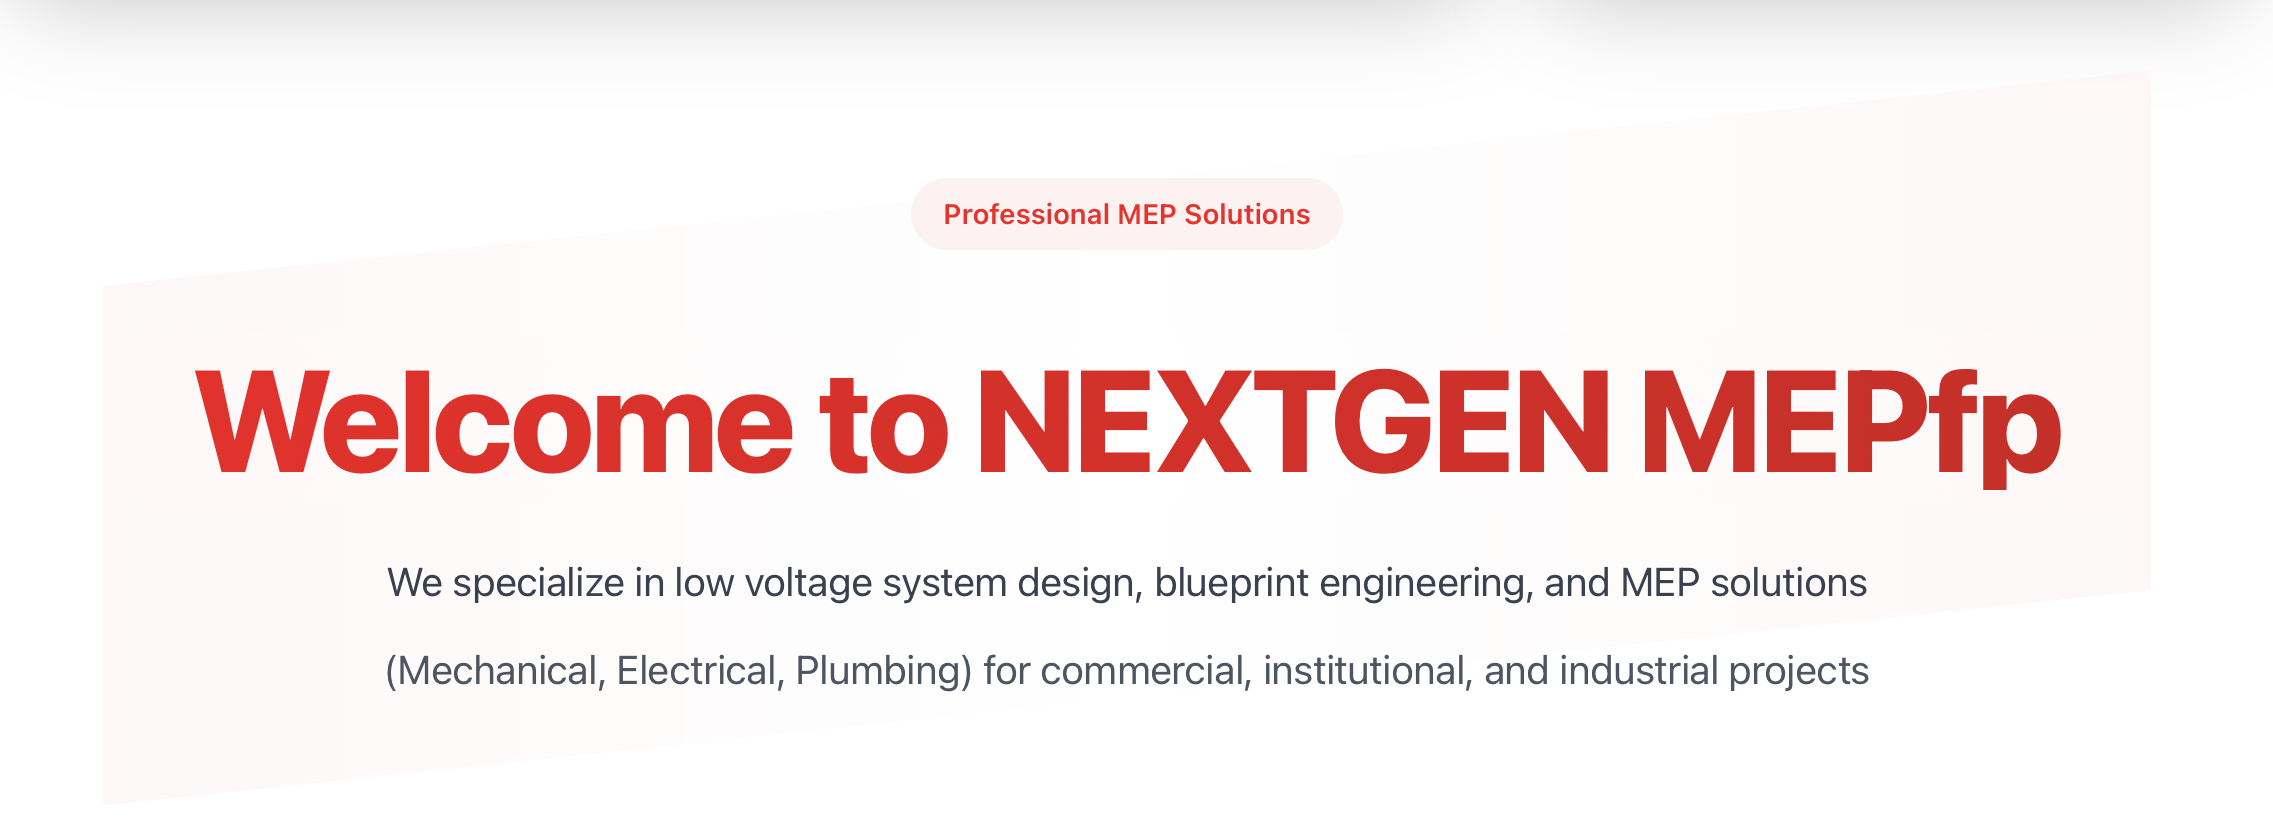 Professional MEP Solutions
Welcome to NEXTGEN MEPfp
We specialize in low voltage system design, blueprint engineering, and MEP solutions
(Mechanical, Electrical, Plumbing) for commercial, institutional, and industrial projects